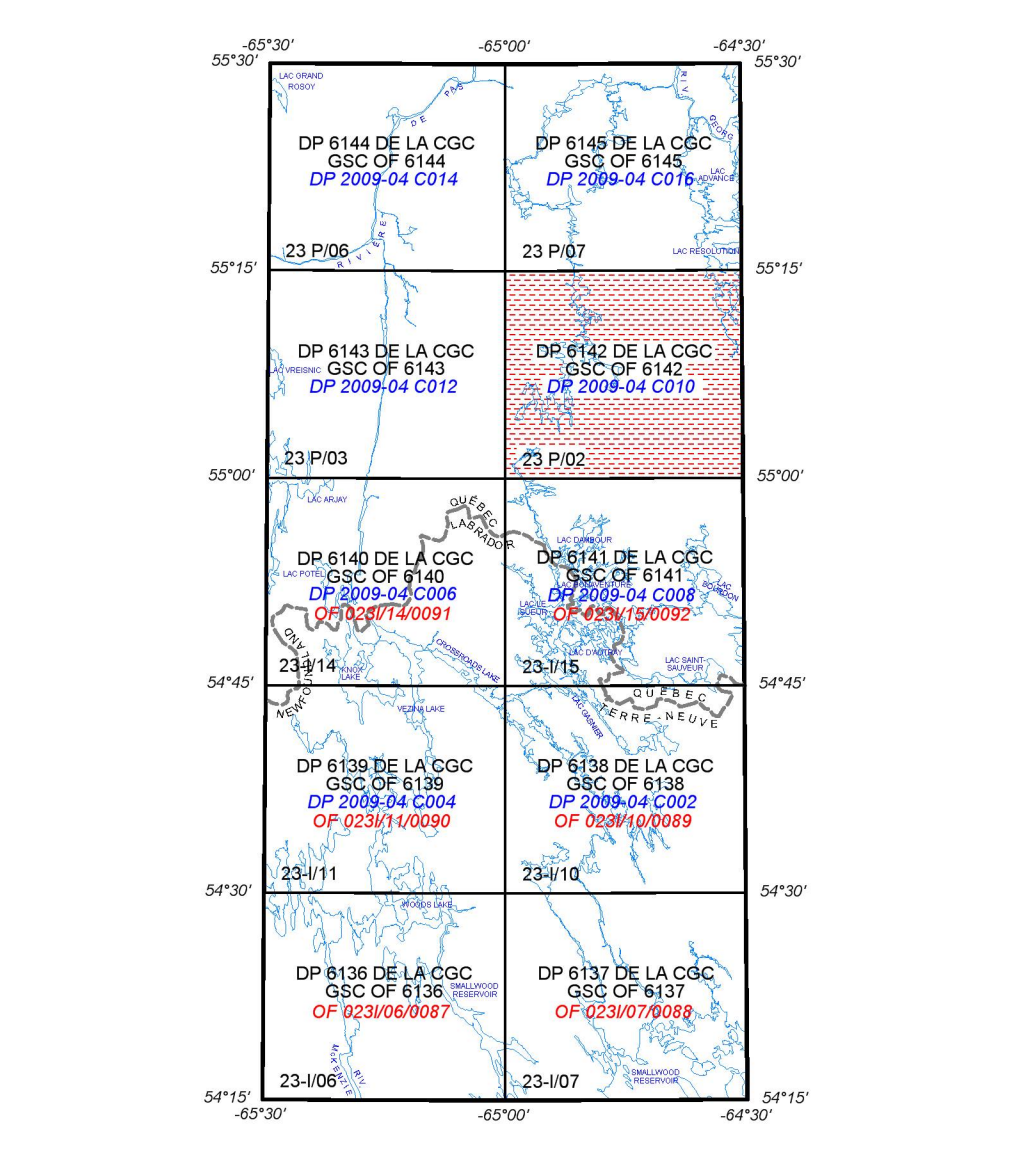 -65°30'
-65°00'
-64°30'
55°30'
55°30'
LAC GRAND
ROSOY
DE PAS
RIVIÈRE
DP 6144 DE LA CGC
GSC OF 6144
DP 2009-04 C014
23 P/06
RIV
GEORG
DP 6145 DE LA CGC
GSC OF 6145
DP 2009-04 C016
LAC
ADVANCE
LAC RESOLUTION
23 P/07
55°15'
55°15'
DP 6143 DE LA CGC
GSC OF 6143
DP 2009-04 C012
LAC VREISNIC
23 P/03
DP 6142 DE LA CGC
GSC OF 6142
DP 2009-04 C010
23 P/02
55°00'
55°00'
LAC ARJAY
QUÉBEC
LABRADOR
DP 6140 DE LA CGC
GSC OF 6140
DP 2009-04 C006
OF 023I/14/0091
LAC POTEL
23-I/14
KNOX
LAKE
CROSSROADS LAKE
NEWFOUNDLAND
LAC DAMBOUR
DP 6141 DE LA CGC
GSC OF 6141
LAC BONAVENTURE
DP 2009-04 C008
OF 023I/15/0092
LAC LE
SUEUR
LAC
BOURDON
LAC D'AUTRAY
LAC SAINT-
SAUVEUR
23-I/15
54°45'
54°45'
QUÉBEC
TERRE-NEUVE
VEZINA LAKE
LAC GASNIER
DP 6139 DE LA CGC
GSC OF 6139
DP 2009-04 C004
OF 023I/11/0090
23-I/11
DP 6138 DE LA CGC
GSC OF 6138
DP 2009-04 C002
OF 023I/10/0089
23-I/10
54°30'
54°30'
WOODS LAKE
DP 6136 DE LA CGC
GSC OF 6136
OF 023I/06/0087
SMALLWOOD
RESERVOIR
RIV
McKENZIE
23-I/06
DP 6137 DE LA CGC
GSC OF 6137
OF 023I/07/0088
SMALLWOOD
RESERVOIR
23-I/07
54°15'
54°15'
-65°30'
-65°00'
-64°30'